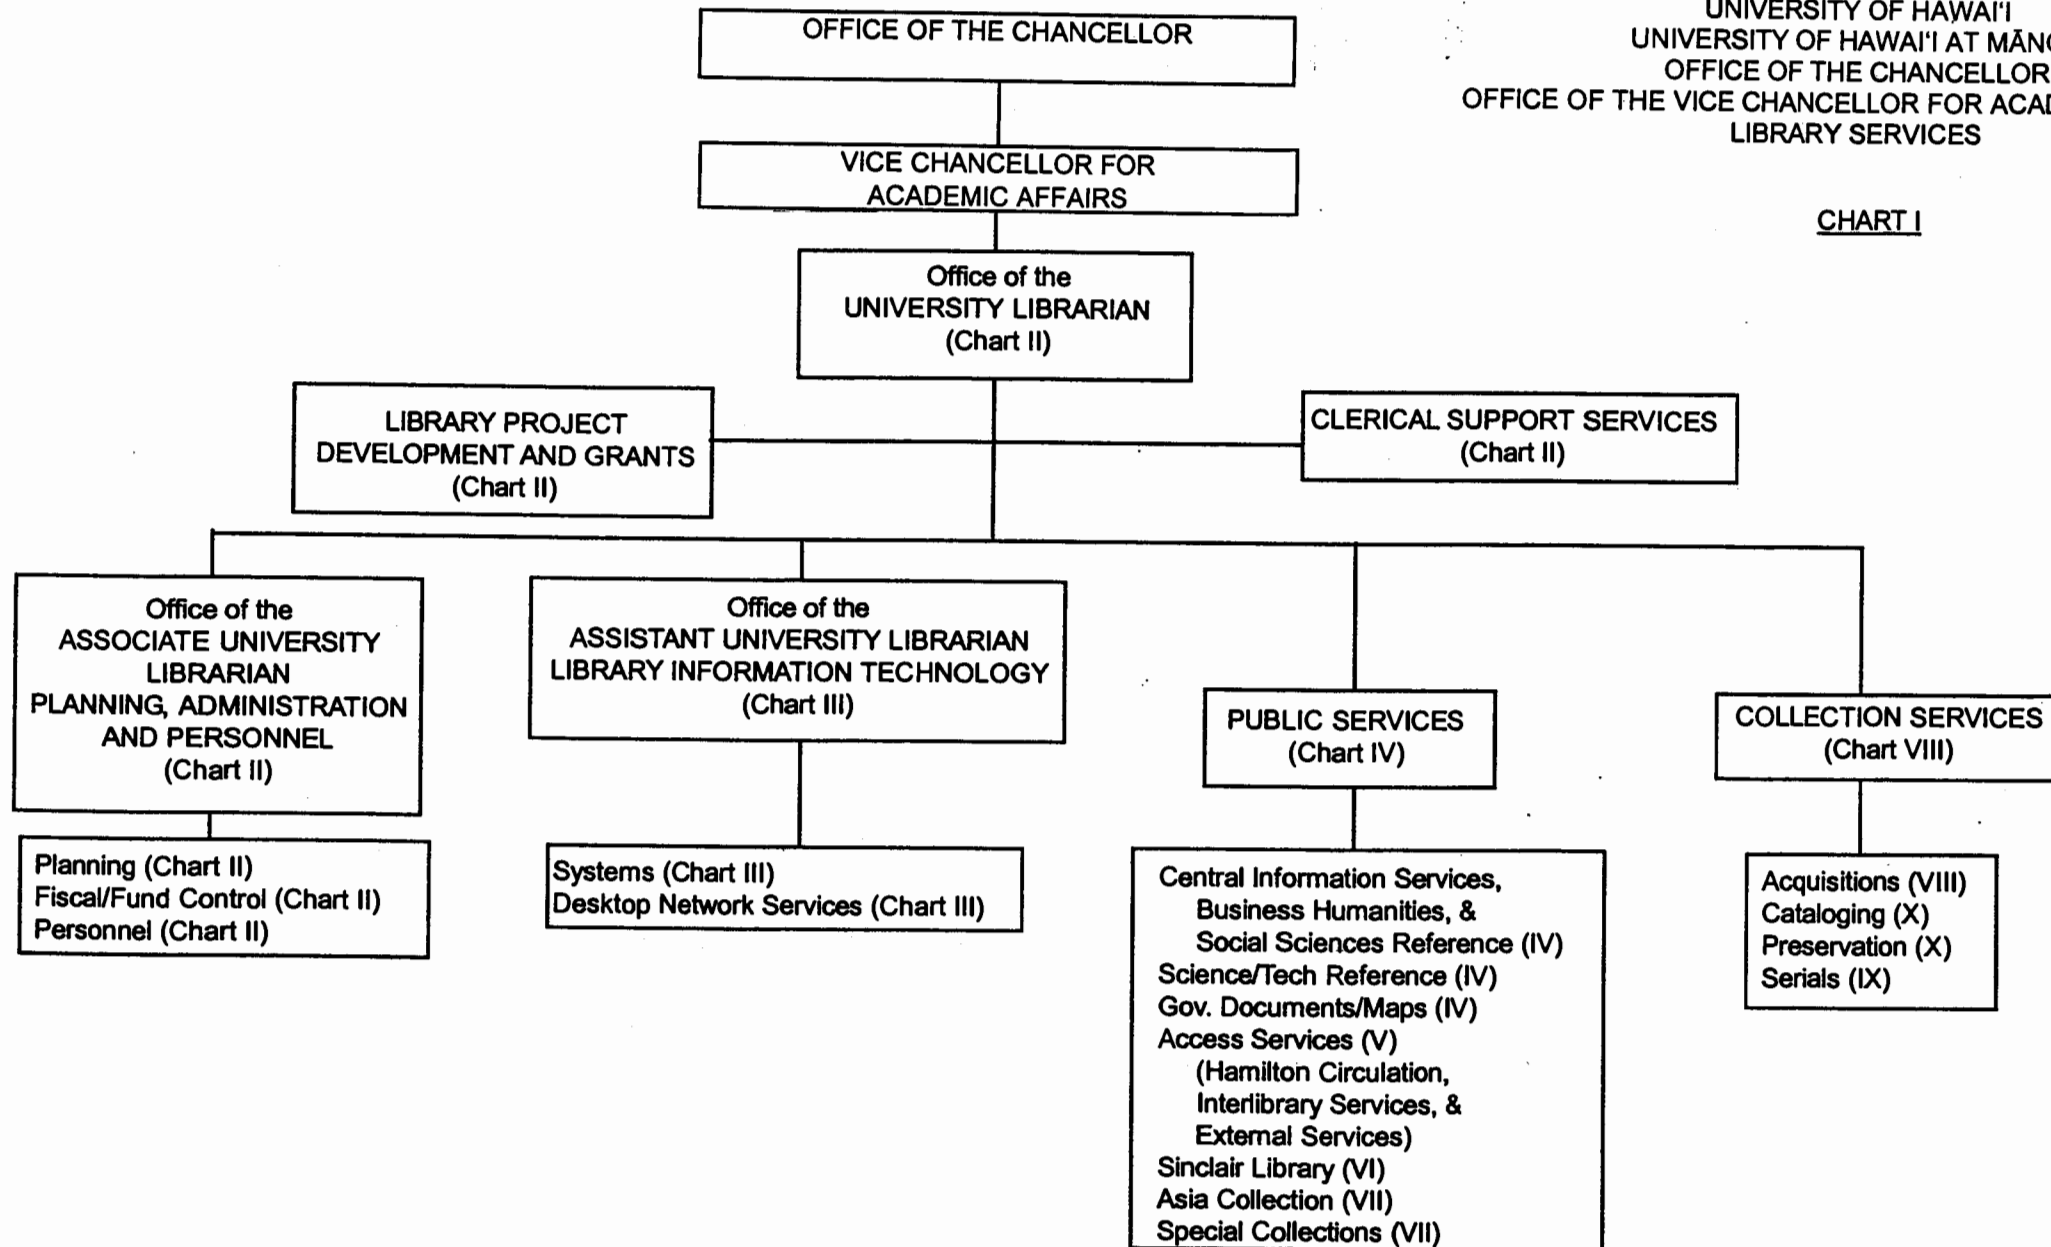 OFFICE OF THE CHANCELLOR
UNIVERSITY OF HAWAI'I
UNIVERSITY OF HAWAI'I AT
OFFICE OF THE CHANCELLOR
OFFICE OF THE VICE CHANCELLOR FOR
LIBRARY SERVICES
CHART I
VICE CHANCELLOR FOR
ACADEMIC AFFAIRS
Office of the
UNIVERSITY LIBRARIAN
(Chart II)
LIBRARY PROJECT
DEVELOPMENT AND GRANTS
(Chart II)
CLERICAL SUPPORT SERVICES
(Chart II)
Office of the
ASSOCIATE UNIVERSITY
LIBRARIAN
PLANNING, ADMINISTRATION
AND PERSONNEL
(Chart II)
Office of the
ASSISTANT UNIVERSITY LIBRARIAN
LIBRARY INFORMATION TECHNOLOGY
(Chart III)
PUBLIC SERVICES
(Chart IV)
COLLECTION SERVICES
(Chart VIII)
Planning (Chart II)
Fiscal/Fund Control (Chart II)
Personnel (Chart II)
Systems (Chart III)
Desktop Network Services (Chart III)
Central Information Services,
Business Humanities, &
Social Sciences Reference (IV)
Science/Tech Reference (IV)
Gov. Documents/Maps (IV)
Access Services (V)
(Hamilton Circulation,
Interlibrary Services, &
External Services)
Sinclair Library (VI)
Asia Collection (VII)
Special Collections (VII)
Acquisitions (VIII)
Cataloging (X)
Preservation (X)
Serials (IX)